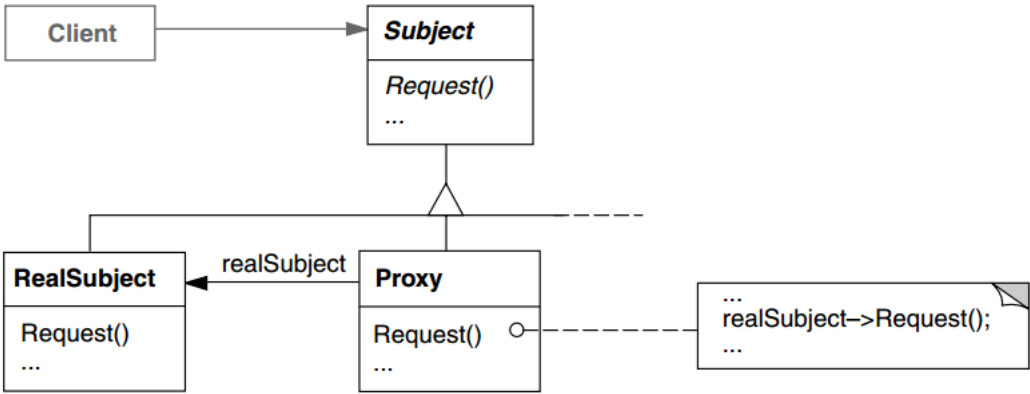 Client
Subject
Request()
...
realSubject
RealSubject
Request()
...
Proxy
Request()
...
...
realSubject–>Request();
...